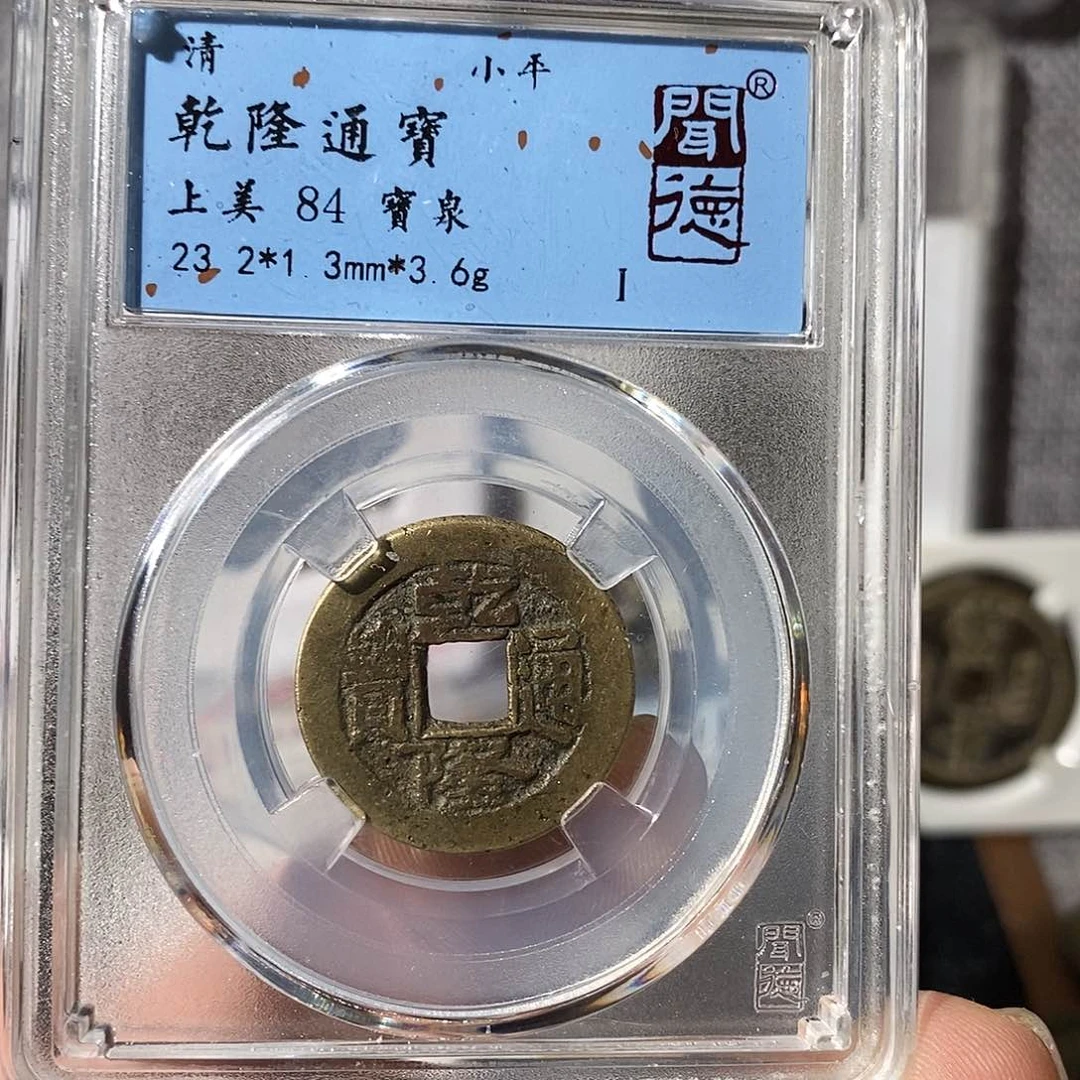 清 小平
乾隆通寶
上美 84 寶泉
23.2*1.3mm*3.6g
I
聞德®
乾隆通寶
聞德®